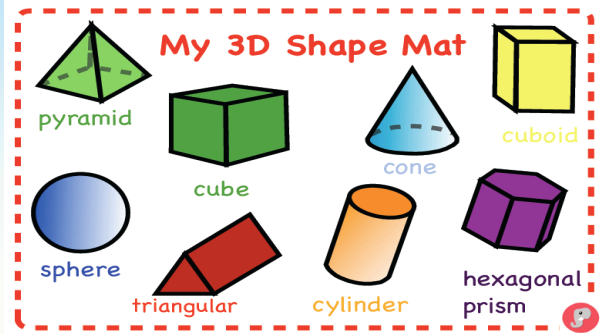 My 3D Shape Mat
pyramid
cube
cone
cuboid
sphere
triangular
cylinder
hexagonal
prism